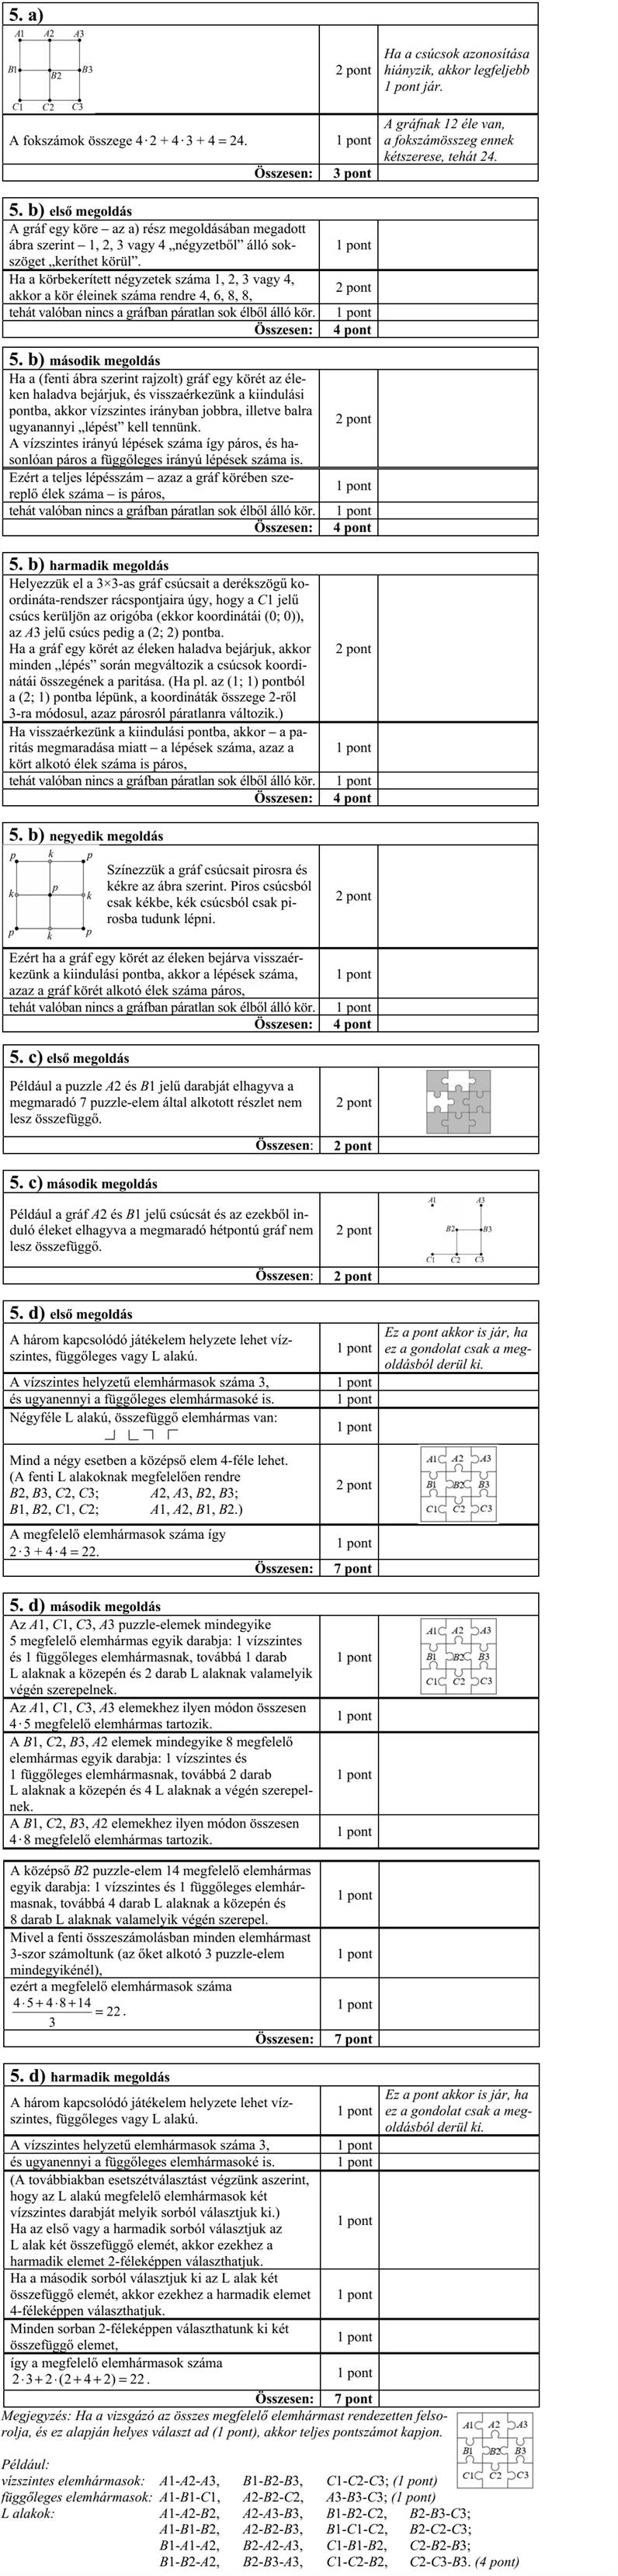 5. a)
A1 A2 A3
B1 B2 B3
C1 C2 C3
2 pont
Ha a csúcsok azonosítása
hiányzik, akkor legfeljebb
1 pont jár.
A fokszámok összege 4·2 + 4·3 + 4 = 24.
1 pont
A gráfnak 12 éle van,
a fokszámösszeg ennek
kétszerese, tehát 24.
Összesen: 3 pont
5. b) első megoldás
A gráf egy köre – az a) rész megoldásában megadott
ábra szerint – 1, 2, 3 vagy 4 „négyzetből” álló sok-
szöget „keríthet körül”.
1 pont
Ha a körbekerített négyzetek száma 1, 2, 3 vagy 4,
akkor a kör éleinek száma rendre 4, 6, 8, 8,
2 pont
tehát valóban nincs a gráfban páratlan sok élből álló kör. 1 pont
Összesen: 4 pont
5. b) második megoldás
Ha a (fenti ábra szerint rajzolt) gráf egy körét az éle-
ken haladva bejárjuk, és visszaérkezünk a kiindulási
pontba, akkor vízszintes irányban jobbra, illetve balra
ugyanannyi „lépést” kell tennünk.
A vízszintes irányú lépések száma így páros, és ha-
sonlóan páros a függőleges irányú lépések száma is.
2 pont
Ezért a teljes lépésszám – azaz a gráf körében sze-
replő élek száma – is páros,
1 pont
tehát valóban nincs a gráfban páratlan sok élből álló kör. 1 pont
Összesen: 4 pont
5. b) harmadik megoldás
Helyezzük el a 3×3-as gráf csúcsait a derékszögű ko-
ordináta-rendszer rácspontjaira úgy, hogy a C1 jelű
csúcs kerüljön az origóba (ekkor koordinátái (0; 0)),
az A3 jelű csúcs pedig a (2; 2) pontba.
Ha a gráf egy körét az éleken haladva bejárjuk, akkor
minden „lépés” során megváltozik a csúcsok koordi-
nátái összegének a paritása. (Ha pl. az (1; 1) pontból
a (2; 1) pontba lépünk, a koordináták összege 2-ről
3-ra módosul, azaz párosról páratlanra változik.)
2 pont
Ha visszaérkezünk a kiindulási pontba, akkor – a pa-
ritás megmaradása miatt – a lépések száma, azaz a
kört alkotó élek száma is páros,
1 pont
tehát valóban nincs a gráfban páratlan sok élből álló kör. 1 pont
Összesen: 4 pont
5. b) negyedik megoldás
p k p
k p k
p k p
Színezzük a gráf csúcsait pirosra és
kékre az ábra szerint. Piros csúcsból
csak kékbe, kék csúcsból csak pi-
rosba tudunk lépni.
2 pont
Ezért ha a gráf egy körét az éleken bejárva visszaér-
kezünk a kiindulási pontba, akkor a lépések száma,
azaz a gráf körét alkotó élek száma páros,
1 pont
tehát valóban nincs a gráfban páratlan sok élből álló kör. 1 pont
Összesen: 4 pont
5. c) első megoldás
Például a puzzle A2 és B1 jelű darabját elhagyva a
megmaradó 7 puzzle-elem által alkotott részlet nem
lesz összefüggő.
2 pont
Összesen: 2 pont
5. c) második megoldás
Például a gráf A2 és B1 jelű csúcsát és az ezekből in-
duló éleket elhagyva a megmaradó hétpontú gráf nem
lesz összefüggő.
2 pont
A1 A3
B2 B3
C1 C2 C3
Összesen: 2 pont
5. d) első megoldás
A három kapcsolódó játékelem helyzete lehet víz-
szintes, függőleges vagy L alakú.
1 pont
Ez a pont akkor is jár, ha
ez a gondolat csak a meg-
oldásból derül ki.
A vízszintes helyzetű elemhármasok száma 3, 1 pont
és ugyanennyi a függőleges elemhármasoké is. 1 pont
Négyféle L alakú, összefüggő elemhármas van:
1 pont
Mind a négy esetben a középső elem 4-féle lehet.
(A fenti L alakoknak megfelelően rendre
B2, B3, C2, C3; A2, A3, B2, B3;
B1, B2, C1, C2; A1, A2, B1, B2.)
2 pont
A1 A2 A3
B1 B2 B3
C1 C2 C3
A megfelelő elemhármasok száma így
2·3 + 4·4 = 22.
1 pont
Összesen: 7 pont
5. d) második megoldás
Az A1, C1, C3, A3 puzzle-elemek mindegyike
5 megfelelő elemhármas egyik darabja: 1 vízszintes
és 1 függőleges elemhármasnak, továbbá 1 darab
L alaknak a közepén és 2 darab L alaknak valamelyik
végén szerepelnek.
1 pont
A1 A2 A3
B1 B2 B3
C1 C2 C3
Az A1, C1, C3, A3 elemekhez ilyen módon összesen
4·5 megfelelő elemhármas tartozik.
1 pont
A B1, C2, B3, A2 elemek mindegyike 8 megfelelő
elemhármas egyik darabja: 1 vízszintes és
1 függőleges elemhármasnak, továbbá 2 darab
L alaknak a közepén és 4 L alaknak a végén szerepel-
nek.
1 pont
A B1, C2, B3, A2 elemekhez ilyen módon összesen
4·8 megfelelő elemhármas tartozik.
1 pont
A középső B2 puzzle-elem 14 megfelelő elemhármas
egyik darabja: 1 vízszintes és 1 függőleges elemhár-
masnak, továbbá 4 darab L alaknak a közepén és
8 darab L alaknak valamelyik végén szerepel.
1 pont
Mivel a fenti összeszámolásban minden elemhármast
3-szor számoltunk (az őket alkotó 3 puzzle-elem
mindegyikénél),
1 pont
ezért a megfelelő elemhármasok száma
4·5+4·8+14
3
= 22 .
1 pont
Összesen: 7 pont
5. d) harmadik megoldás
A három kapcsolódó játékelem helyzete lehet víz-
szintes, függőleges vagy L alakú.
1 pont
Ez a pont akkor is jár, ha
ez a gondolat csak a meg-
oldásból derül ki.
A vízszintes helyzetű elemhármasok száma 3, 1 pont
és ugyanennyi a függőleges elemhármasoké is. 1 pont
(A továbbiakban esetszétválasztást végzünk aszerint,
hogy az L alakú megfelelő elemhármasok két
vízszintes darabját melyik sorból választjuk ki.)
Ha az első vagy a harmadik sorból választjuk az
L alak két összefüggő elemét, akkor ezekhez a
harmadik elemet 2-féleképpen választhatjuk.
1 pont
Ha a második sorból választjuk ki az L alak két
összefüggő elemét, akkor ezekhez a harmadik elemet
4-féleképpen választhatjuk.
1 pont
Minden sorban 2-féleképpen választhatunk ki két
összefüggő elemet,
1 pont
így a megfelelő elemhármasok száma
2·3+2·(2+4+2)=22 .
1 pont
Összesen: 7 pont
Megjegyzés: Ha a vizsgázó az összes megfelelő elemhármast rendezetten felso-
rolja, és ez alapján helyes választ ad (1 pont), akkor teljes pontszámot kapjon.
A1 A2 A3
B1 B2 B3
C1 C2 C3
Például:
vízszintes elemhármasok: A1-A2-A3, B1-B2-B3, C1-C2-C3; (1 pont)
függőleges elemhármasok: A1-B1-C1, A2-B2-C2, A3-B3-C3; (1 pont)
L alakok: A1-A2-B2, A2-A3-B3, B1-B2-C2, B2-B3-C3;
A1-B1-B2, A2-B2-B3, B1-C1-C2, B2-C2-C3;
B1-A1-A2, B2-A2-A3, C1-B1-B2, C2-B2-B3;
B1-B2-A2, B2-B3-A3, C1-C2-B2, C2-C3-B3. (4 pont)